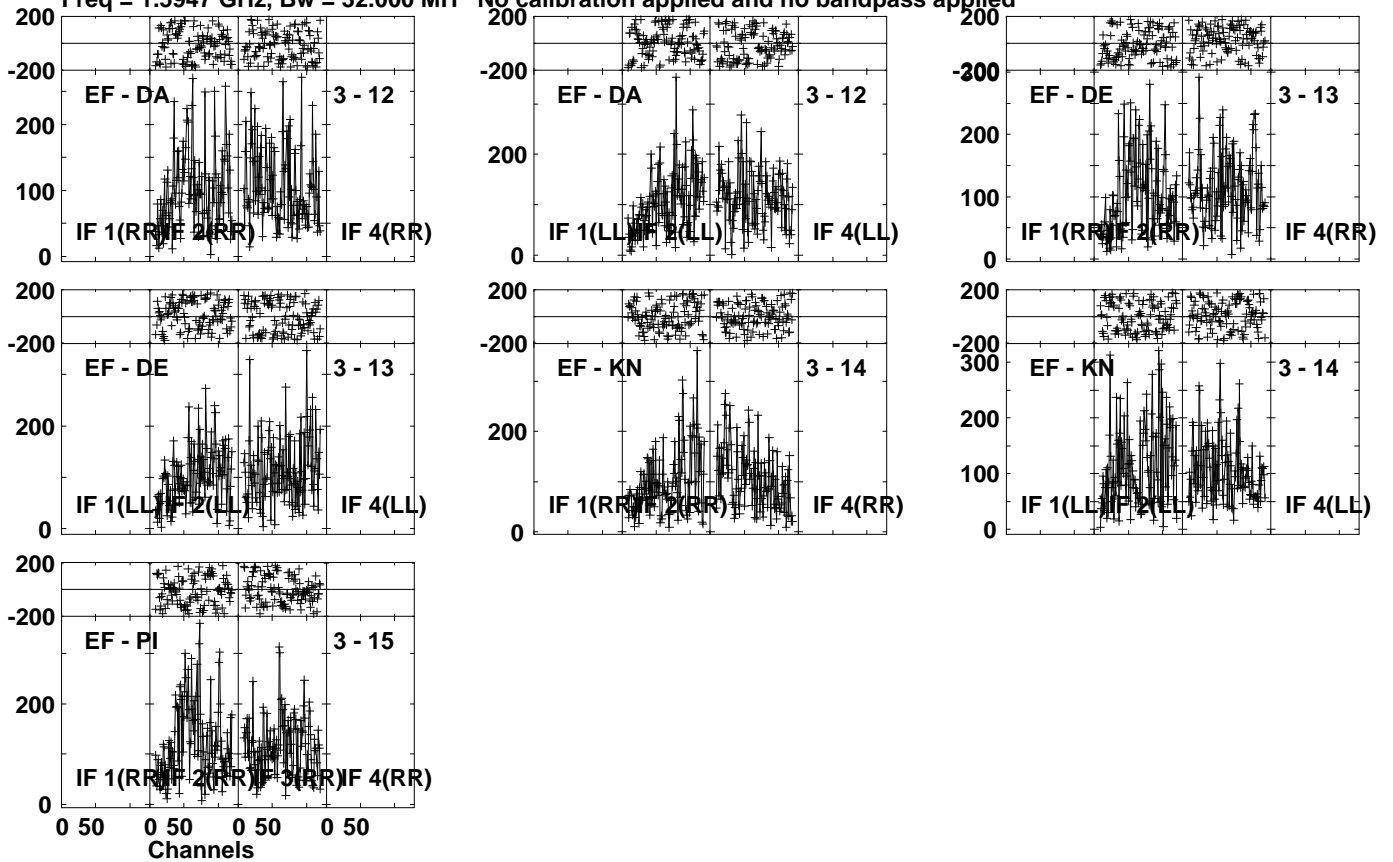 Freq = 1.5947 GHz, Bw = 32.000 MH No calibration applied and no bandpass applied
200 200 200
-200 -200 -200
EF - DA 3 - 12 EF - DA 3 - 12 EF - DE 3 - 13
300
200 200 200
100 100
IF 1(RR) IF 2(RR) IF 4(RR) IF 1(LL) IF 2(LL) IF 4(LL) IF 1(RR) IF 2(RR) IF 4(RR)
0 0 0
200 200 200
-200 -200 -200
EF - DE 3 - 13 EF - KN 3 - 14 EF - KN 3 - 14
300
200 200 200
100
IF 1(LL) IF 2(LL) IF 4(LL) IF 1(RR) IF 2(RR) IF 4(RR) IF 1(LL) IF 2(LL) IF 4(LL)
0 0 0
200
-200
EF - PI 3 - 15
200
IF 1(RR) IF 2(RR) IF 3(RR) IF 4(RR)
0
0 50 0 50 0 50 0 50
Channels